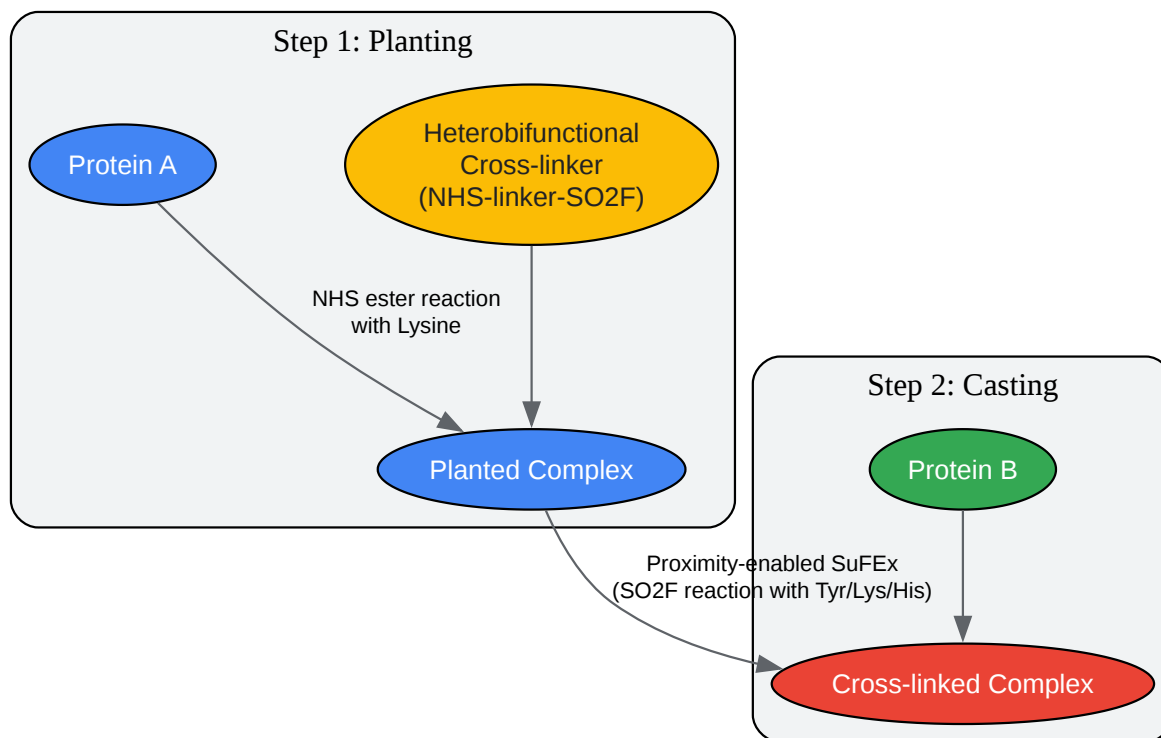 Step 1: Planting
Protein A
Heterobifunctional
Cross-linker
(NHS-linker-SO2F)
NHS ester reaction
with Lysine
Planted Complex
Step 2: Casting
Protein B
Proximity-enabled SuFEx
(SO2F reaction with Tyr/Lys/His)
Cross-linked Complex